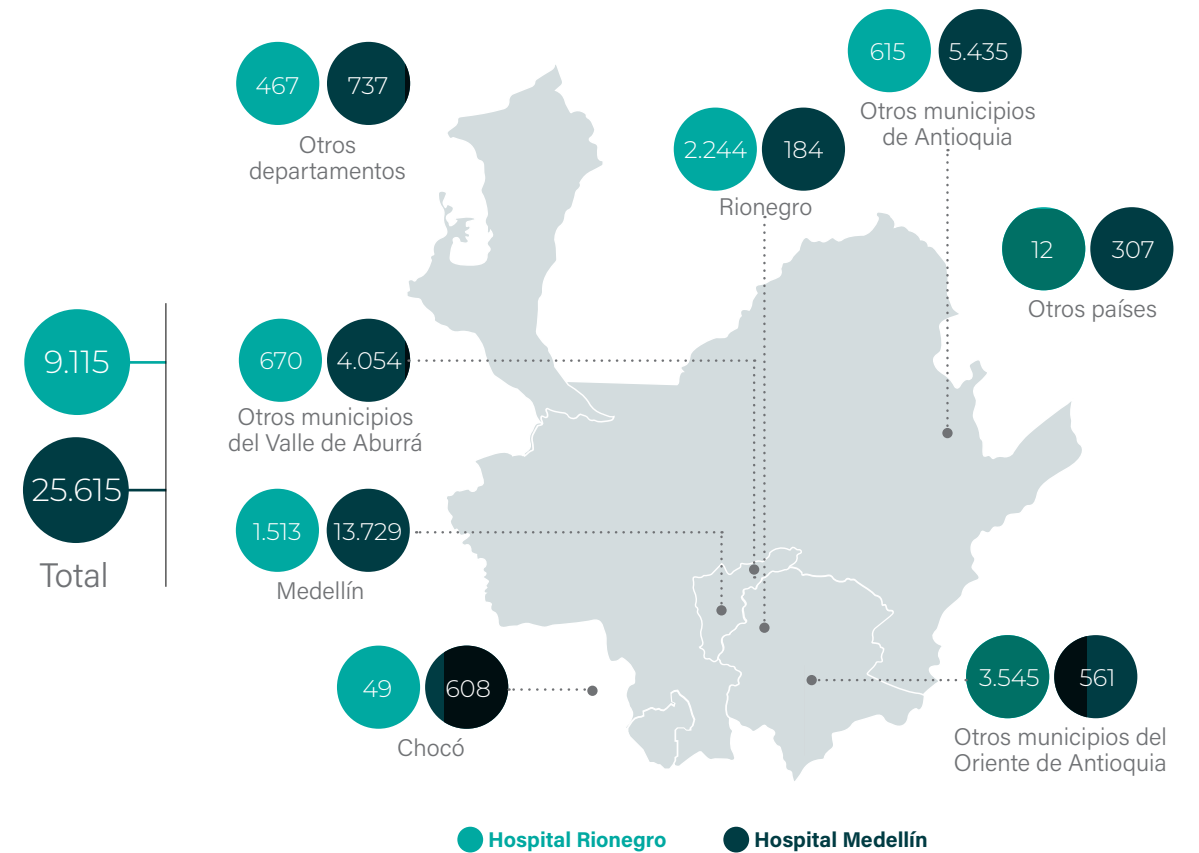 467 737
Otros
departamentos
615 5.435
Otros municipios
de Antioquia
2.244 184
Rionegro
12 307
Otros países
9.115
25.615
Total
670 4.054
Otros municipios
del Valle de Aburrá
1.513 13.729
Medellín
49 608
Chocó
3.545 561
Otros municipios del
Oriente de Antioquia
Hospital Rionegro Hospital Medellín